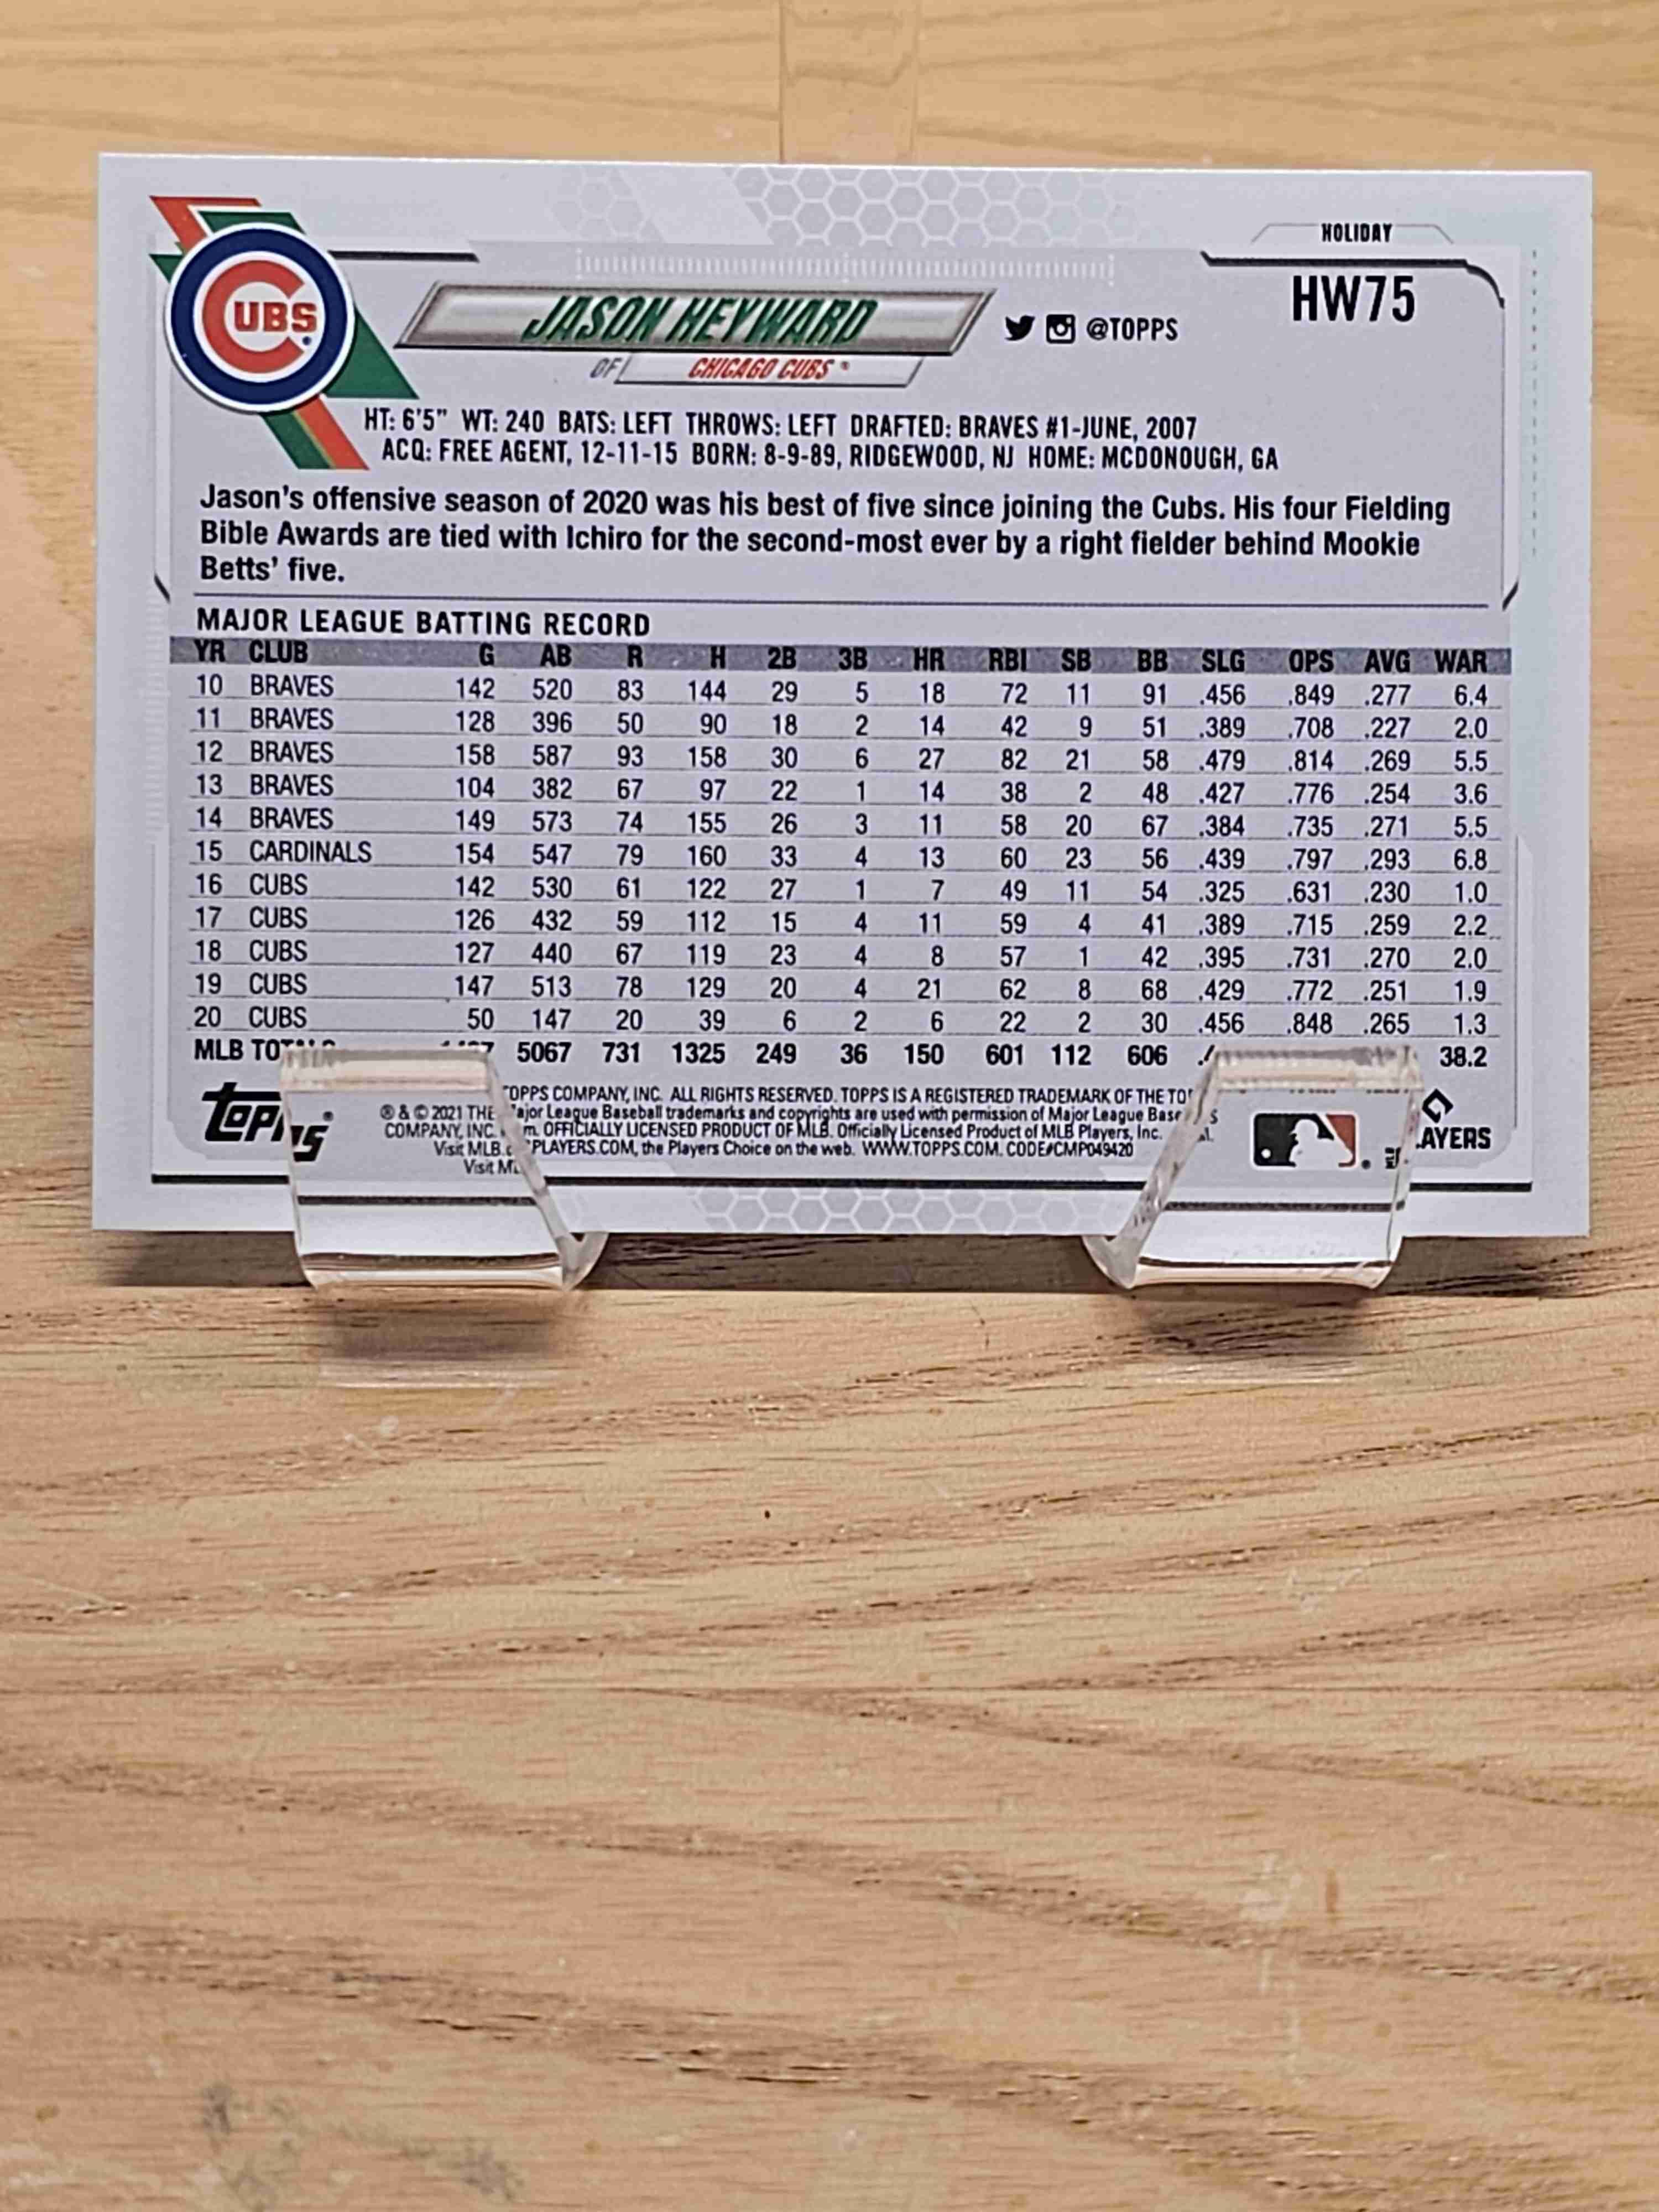 HOLIDAY
HW75
CUBS
JASON HEYWARD
@TOPPS
OF CHICAGO CUBS ®
HT: 6'5" WT: 240 BATS: LEFT THROWS: LEFT DRAFTED: BRAVES #1-JUNE, 2007
ACQ: FREE AGENT, 12-11-15 BORN: 8-9-89, RIDGEWOOD, NJ HOME: MCDONOUGH, GA
Jason's offensive season of 2020 was his best of five since joining the Cubs. His four Fielding
Bible Awards are tied with Ichiro for the second-most ever by a right fielder behind Mookie
Betts' five.
MAJOR LEAGUE BATTING RECORD
YR CLUB G AB R H 2B 3B HR RBI SB BB SLG OPS AVG WAR
10 BRAVES 142 520 83 144 29 5 18 72 11 91 .456 .849 .277 6.4
11 BRAVES 128 396 50 90 18 2 14 42 9 51 .389 .708 .227 2.0
12 BRAVES 158 587 93 158 30 6 27 82 21 58 .479 .814 .269 5.5
13 BRAVES 104 382 67 97 22 1 14 38 2 48 .427 .776 .254 3.6
14 BRAVES 149 573 74 155 26 3 11 58 20 67 .384 .735 .271 5.5
15 CARDINALS 154 547 79 160 33 4 13 60 23 56 .439 .797 .293 6.8
16 CUBS 142 530 61 122 27 1 7 49 11 54 .325 .631 .230 1.0
17 CUBS 126 432 59 112 15 4 11 59 4 41 .389 .715 .259 2.2
18 CUBS 127 440 67 119 23 4 8 57 1 42 .395 .731 .270 2.0
19 CUBS 147 513 78 129 20 4 21 62 8 68 .429 .772 .251 1.9
20 CUBS 50 147 20 39 6 2 6 22 2 30 .456 .848 .265 1.3
MLB 5067 731 1325 249 36 150 601 112 606 38.2
topps
® & © 2021 THE TOPPS COMPANY, INC. ALL RIGHTS RESERVED. TOPPS IS A REGISTERED TRADEMARK OF THE
COMPANY, INC. Major League Baseball trademarks and copyrights are used with permission of Major League
OFFICIALLY LICENSED PRODUCT OF MLB. Officially Licensed Product of MLB Players, Inc.
Visit PLAYERS.COM, the Players Choice on the web. WWW.TOPPS.COM. CODE#CMP049420
Visit